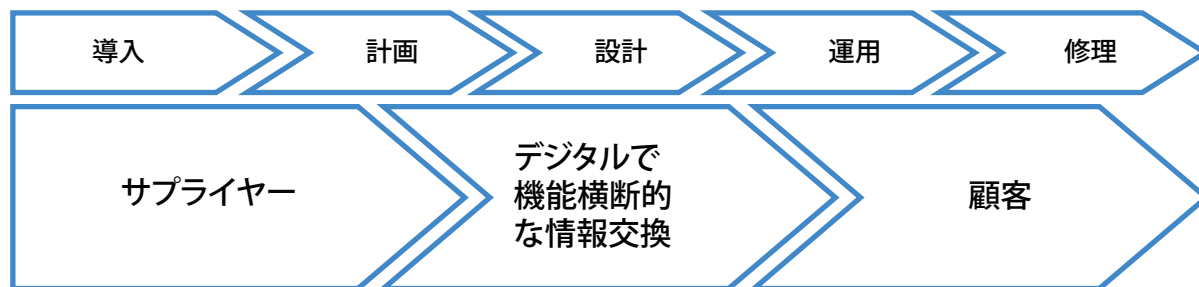 導入
計画
設計
運用
修理
サプライヤー
デジタルで
機能横断的
な情報交換
顧客